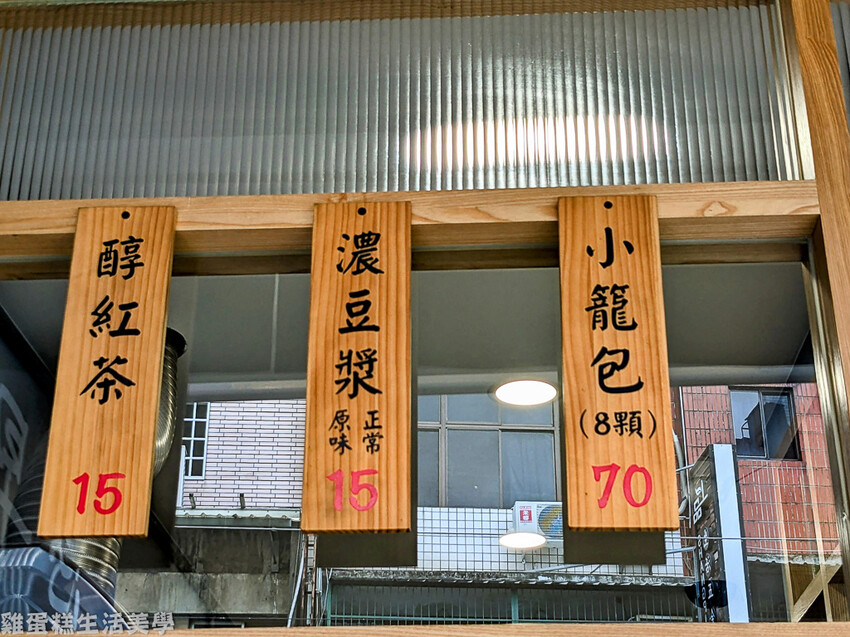 醇紅茶
15
濃豆漿
正常
原味
15
小籠包
(8顆)
70
雞蛋糕生活美學